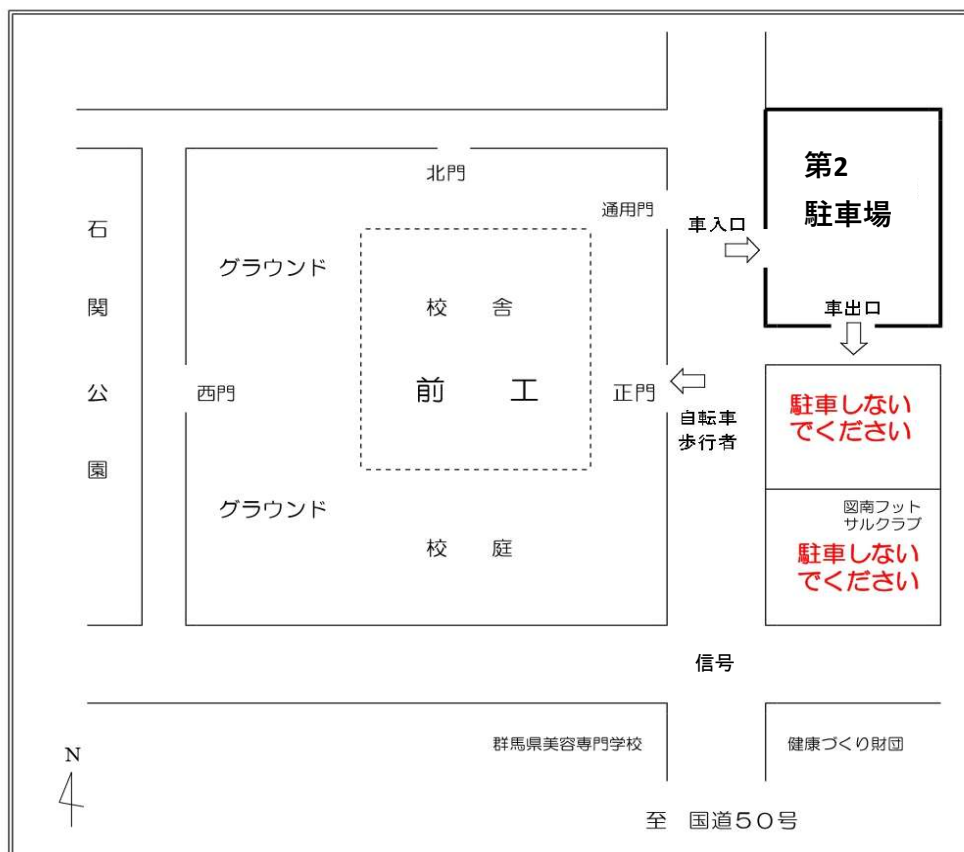 第2
駐車場
北門
通用門
車入口
石関公園
グラウンド
校舎
車出口
西門
前工
正門
自転車
歩行者
駐車しない
でください
グラウンド
図南フット
サルクラブ
校庭
駐車しない
でください
信号
群馬県美容専門学校
健康づくり財団
N
至 国道50号